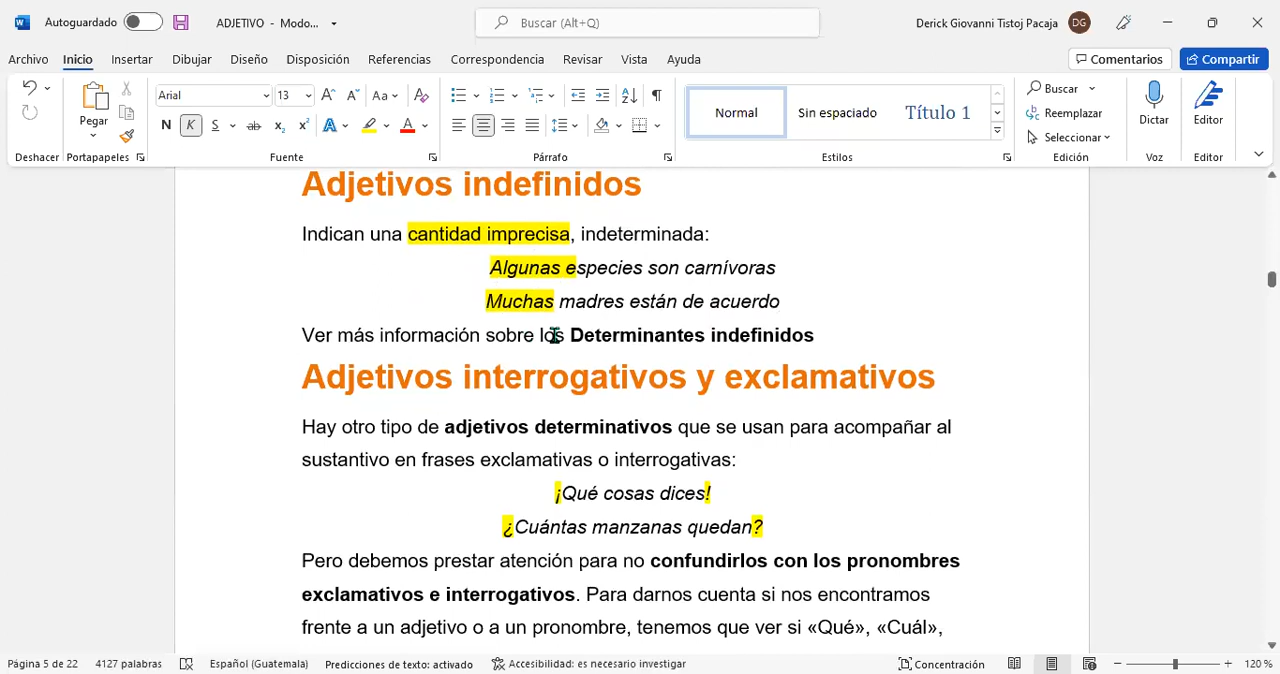 Autoguardado ADJETIVO - Modo... Buscar (Alt+Q) Derick Giovanni Tistoj Pacaja DG
Archivo Inicio Insertar Dibujar Diseño Disposición Referencias Correspondencia Revisar Vista Ayuda Comentarios Compartir
Pegar
Arial 13
Aa
N K S ab x₂ x² A A
Normal Sin espaciado Título 1
Buscar
Reemplazar
Seleccionar
Dictar
Editor
Deshacer Portapapeles Fuente Párrafo Estilos Edición Voz Editor
Adjetivos indefinidos
Indican una cantidad imprecisa, indeterminada:
Algunas especies son carnívoras
Muchas madres están de acuerdo
Ver más información sobre los Determinantes indefinidos
Adjetivos interrogativos y exclamativos
Hay otro tipo de adjetivos determinativos que se usan para acompañar al
sustantivo en frases exclamativas o interrogativas:
¡Qué cosas dices!
¿Cuántas manzanas quedan?
Pero debemos prestar atención para no confundirlos con los pronombres
exclamativos e interrogativos. Para darnos cuenta si nos encontramos
frente a un adjetivo o a un pronombre, tenemos que ver si «Qué», «Cuál»,
Página 5 de 22 4127 palabras Español (Guatemala) Predicciones de texto: activado Accesibilidad: es necesario investigar Concentración 120 %